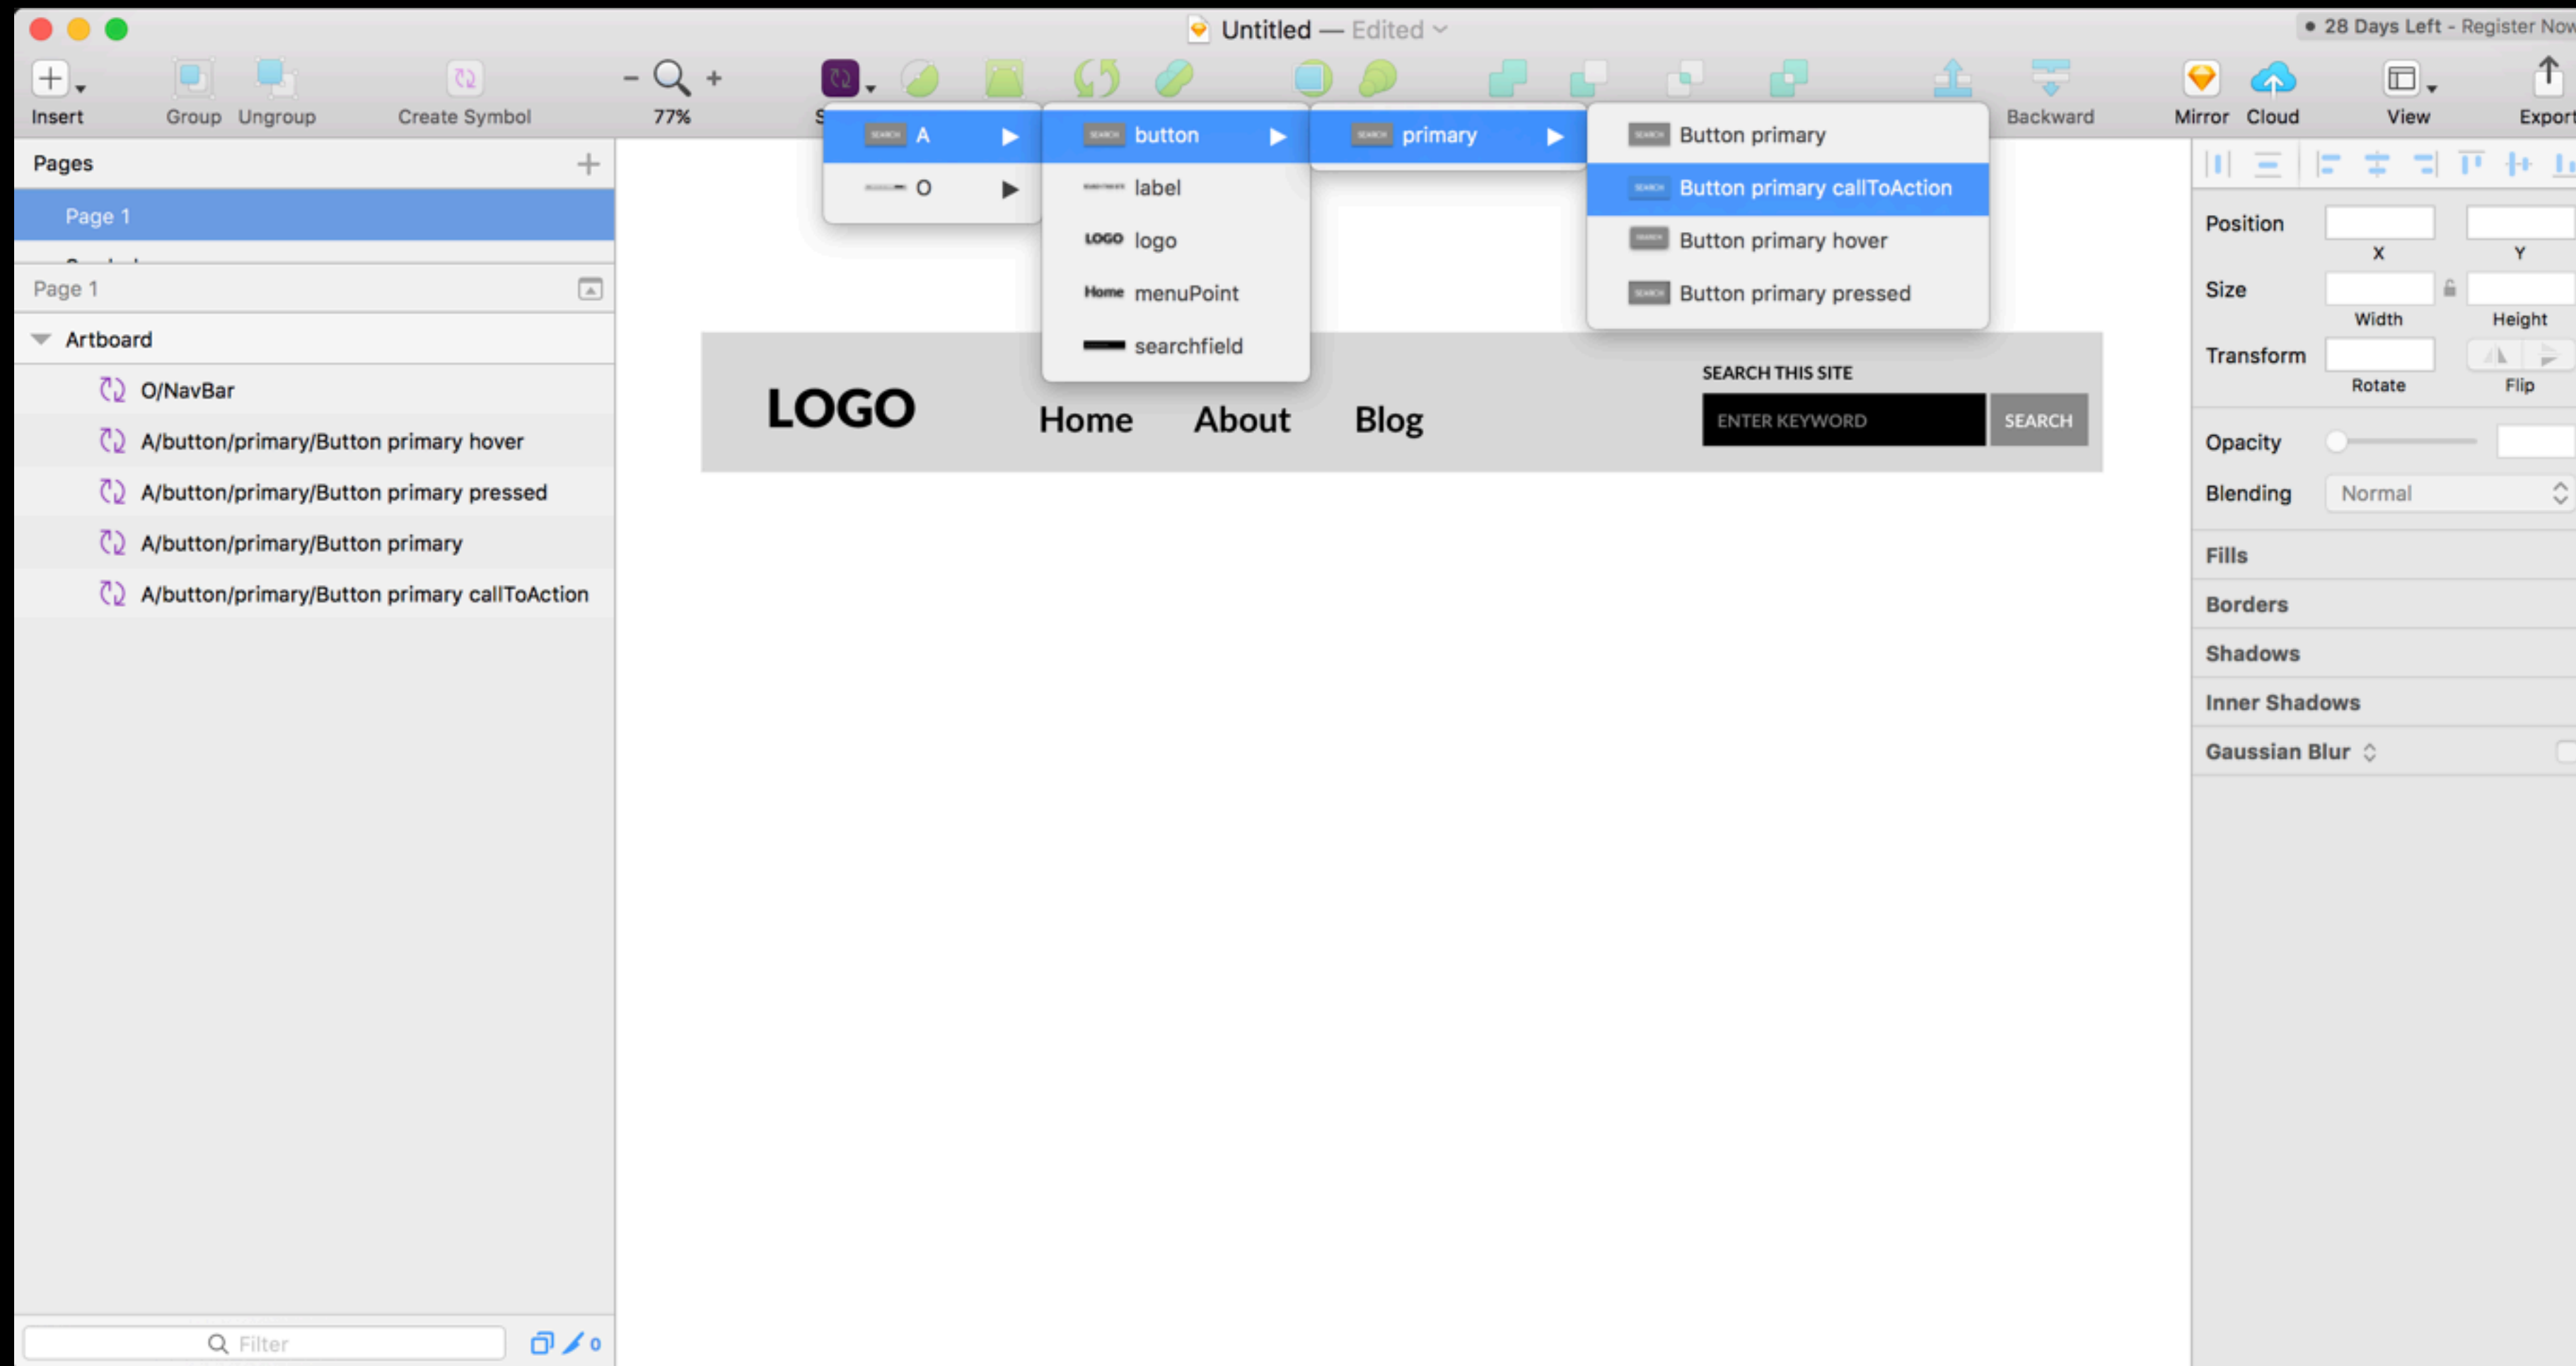 Untitled — Edited
28 Days Left - Register Now
Insert
Group
Ungroup
Create Symbol
77%
Backward
Mirror
Cloud
View
Export
A
O
button
label
LOGO logo
Home menuPoint
searchfield
primary
Button primary
Button primary callToAction
Button primary hover
Button primary pressed
Pages
Page 1
Page 1
Artboard
O/NavBar
A/button/primary/Button primary hover
A/button/primary/Button primary pressed
A/button/primary/Button primary
A/button/primary/Button primary callToAction
Filter
0
LOGO
Home
About
Blog
SEARCH THIS SITE
ENTER KEYWORD
SEARCH
Position
X
Y
Size
Width
Height
Transform
Rotate
Flip
Opacity
Blending
Normal
Fills
Borders
Shadows
Inner Shadows
Gaussian Blur